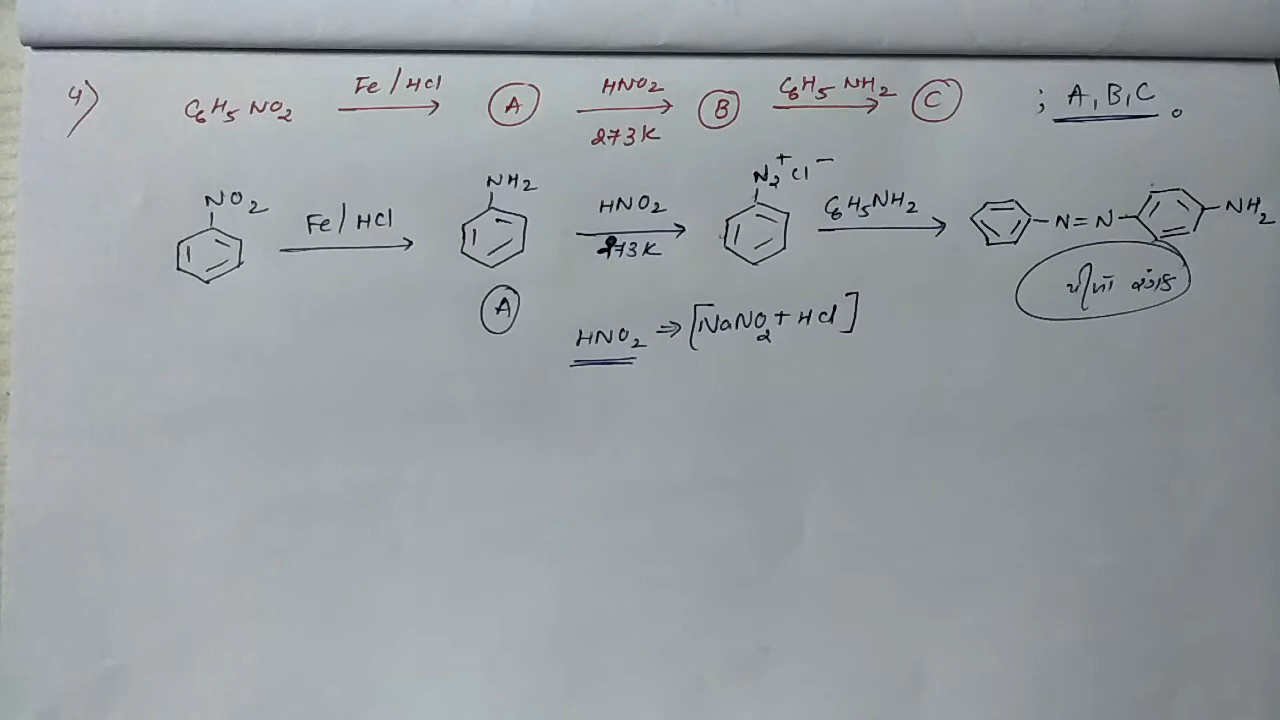 4) C6H5NO2 Fe/HCl → A HNO2 → 273K B C6H5NH2 → C ; A, B, C.
NO2 Fe/HCl → NH2 HNO2 → 273K N2+Cl− C6H5NH2 → N=N NH2
A
HNO2 ⇒ [NaNO2 + HCl]